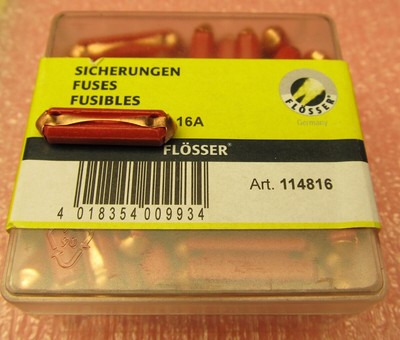 SICHERUNGEN
FUSES
FUSIBLES
16A
FLÖSSER
Germany
FLÖSSER®
Art. 114816
4 018354 009934